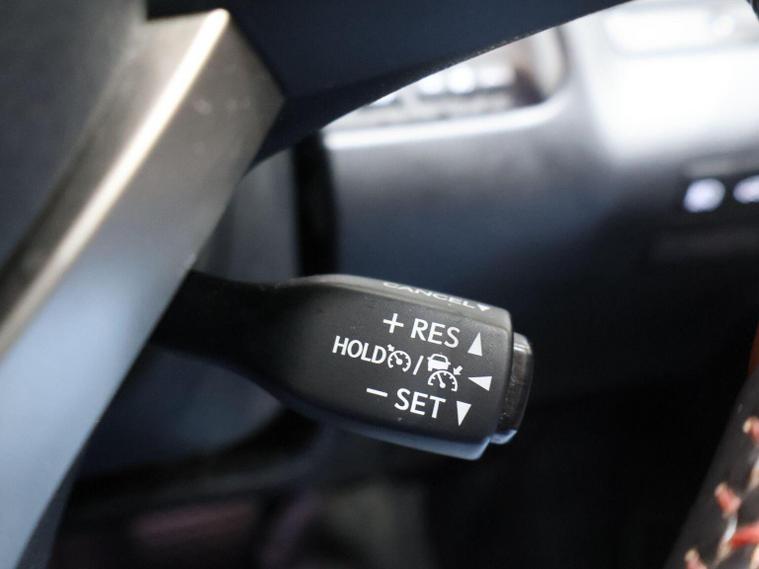 CANCEL
+ RES
HOLD /
− SET